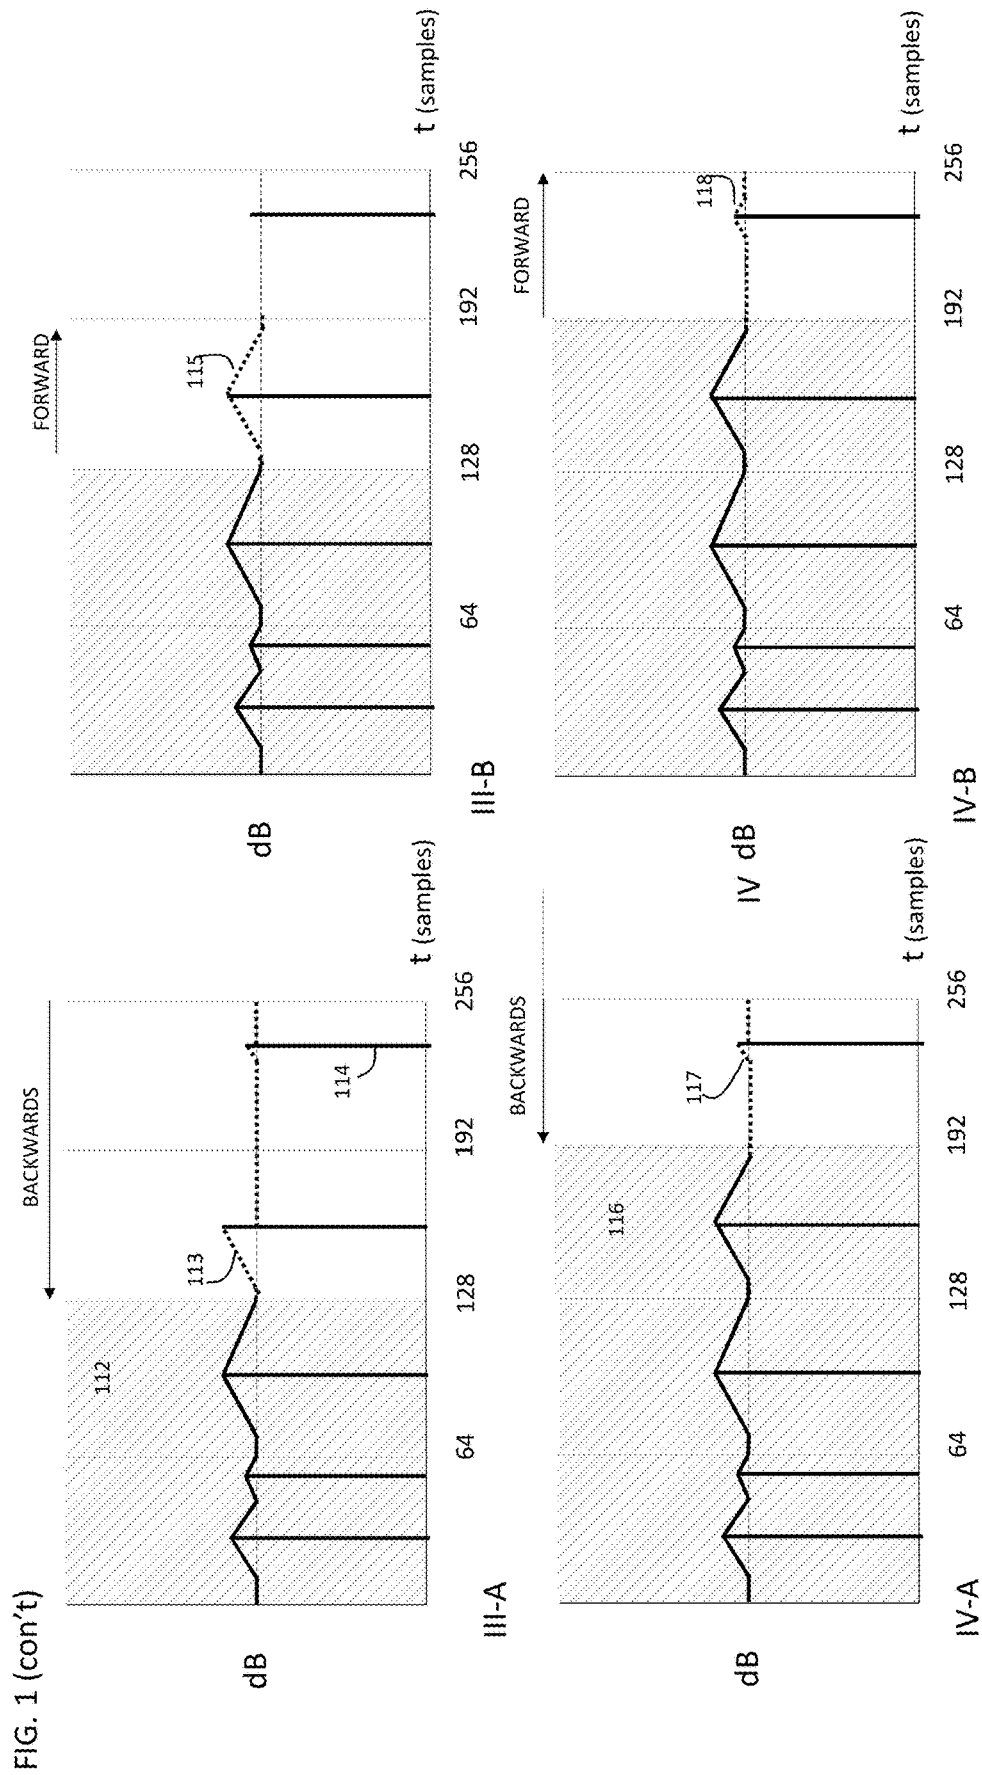 FIG. 1 (con't)
BACKWARDS
112
113
114
dB
64
128
192
256
t (samples)
III-A
FORWARD
115
dB
64
128
192
256
t (samples)
III-B
BACKWARDS
116
117
dB
64
128
192
256
t (samples)
IV-A
FORWARD
118
IV dB
64
128
192
256
t (samples)
IV-B